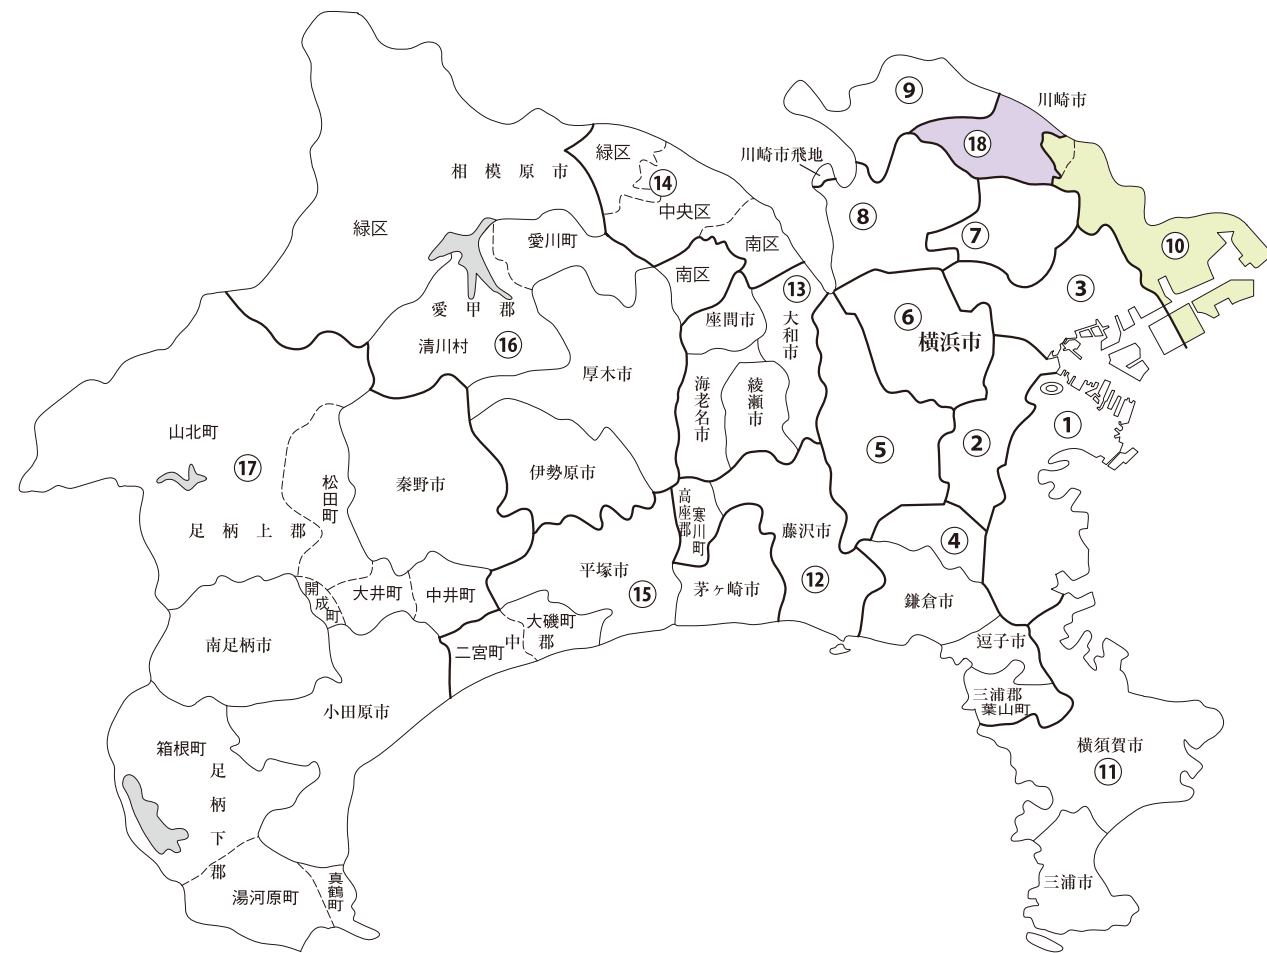 ⑨
川崎市
⑱
川崎市飛地
緑区
相模原市
⑭
中央区
⑧
緑区
愛川町
南区
⑦
⑩
南区
⑬
③
愛甲郡
大和市
座間市
⑥
横浜市
清川村
⑯
厚木市
海老名市
綾瀬市
①
山北町
②
⑤
⑰
伊勢原市
秦野市
松田町
高座郡
寒川町
足柄上郡
藤沢市
④
平塚市
⑫
⑮
開成町
大井町
中井町
茅ヶ崎市
鎌倉市
大磯町
南足柄市
二宮町
中郡
逗子市
三浦郡
葉山町
小田原市
箱根町
横須賀市
⑪
足柄下郡
湯河原町
真鶴町
三浦市